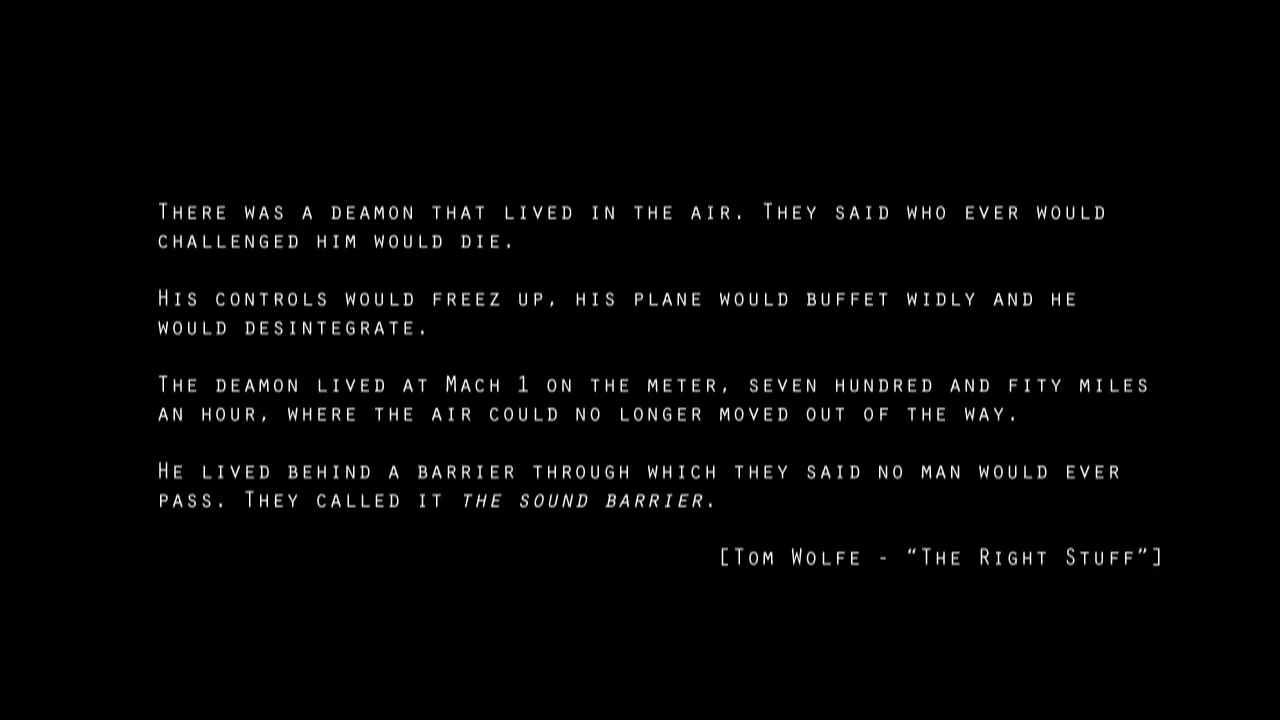 There was a deamon that lived in the air. They said who ever would
challenged him would die.
His controls would freez up, his plane would buffet widly and he
would desintegrate.
The deamon lived at Mach 1 on the meter, seven hundred and fity miles
an hour, where the air could no longer moved out of the way.
He lived behind a barrier through which they said no man would ever
pass. They called it the sound barrier.
[Tom Wolfe - “The Right Stuff”]